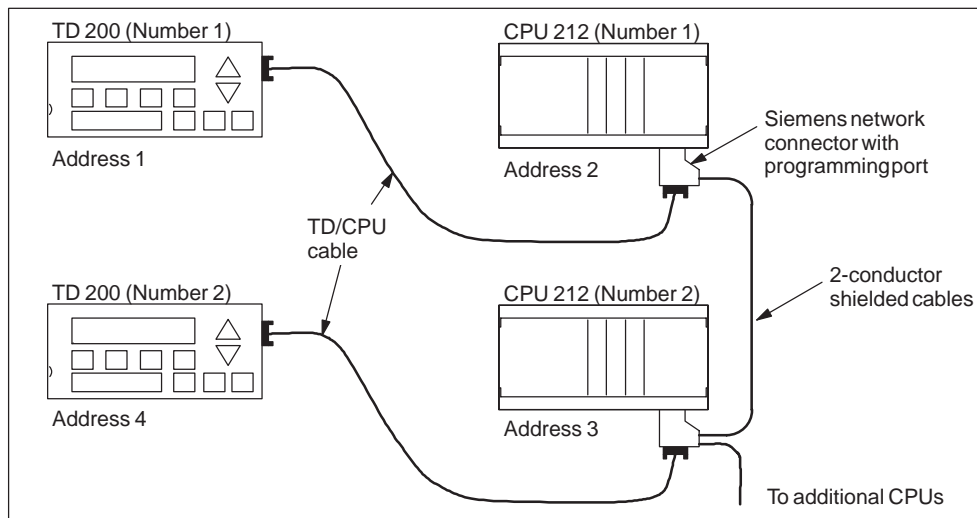 TD 200 (Number 1)
CPU 212 (Number 1)
Address 1
Address 2
Siemens network
connector with
programming port
TD/CPU
cable
TD 200 (Number 2)
CPU 212 (Number 2)
2-conductor
shielded cables
Address 4
Address 3
To additional CPUs